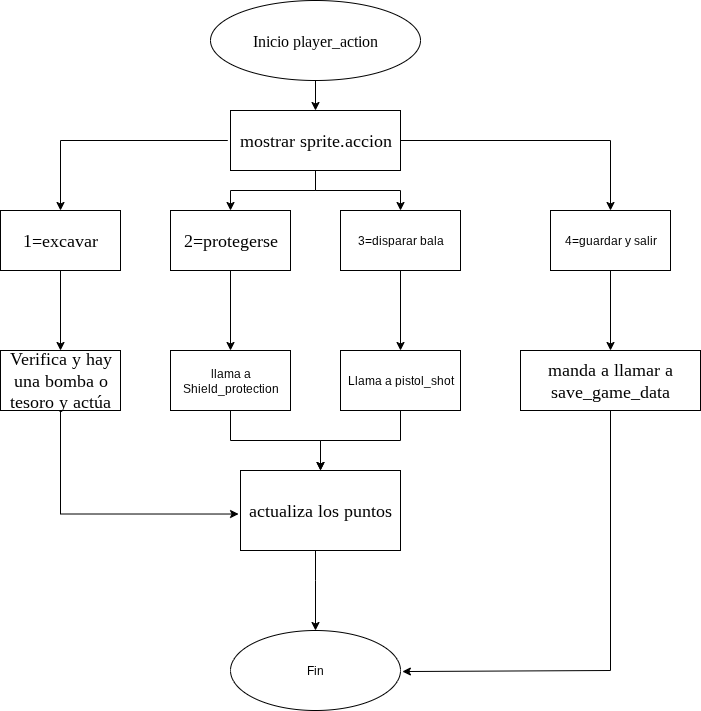 Inicio player_action
mostrar sprite.accion
1=excavar
2=protegerse
3=disparar bala
4=guardar y salir
Verifica y hay
una bomba o
tesoro y actúa
llama a
Shield_protection
Llama a pistol_shot
manda a llamar a
save_game_data
actualiza los puntos
Fin